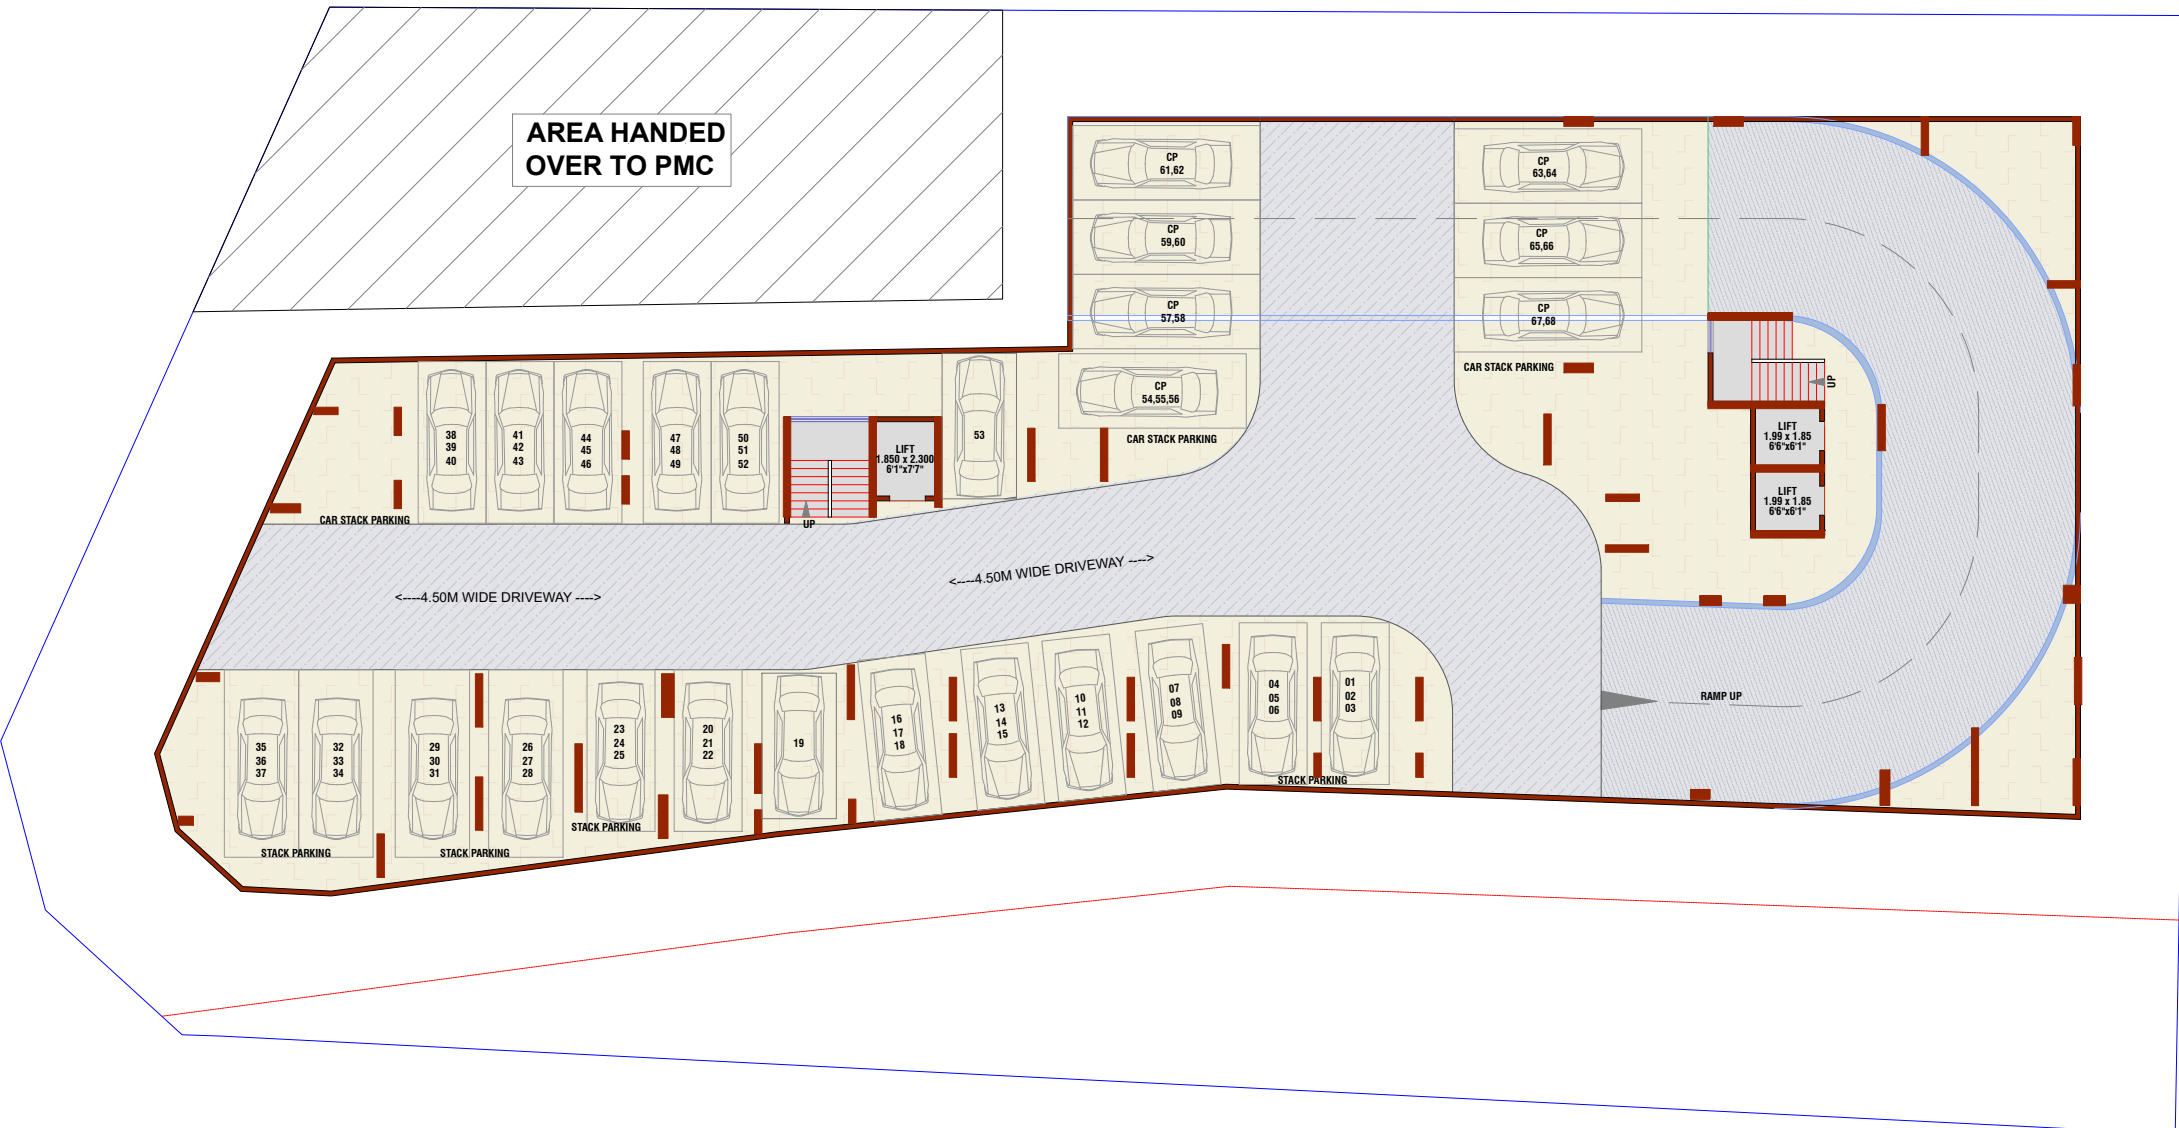 AREA HANDED
OVER TO PMC
CP
61,62
CP
63,64
CP
59,60
CP
65,66
CP
57,58
CP
67,68
CAR STACK PARKING
CP
54,55,56
CAR STACK PARKING
UP
38
39
40
41
42
43
44
45
46
47
48
49
50
51
52
LIFT
1.850 x 2.300
6'1"x7'7"
53
LIFT
1.99 x 1.85
6'6"x6'1"
LIFT
1.99 x 1.85
6'6"x6'1"
CAR STACK PARKING
UP
<----4.50M WIDE DRIVEWAY ---->
<----4.50M WIDE DRIVEWAY ---->
RAMP UP
35
36
37
32
33
34
29
30
31
26
27
28
23
24
25
20
21
22
19
16
17
18
13
14
15
10
11
12
07
08
09
04
05
06
01
02
03
STACK PARKING
STACK PARKING
STACK PARKING
STACK PARKING